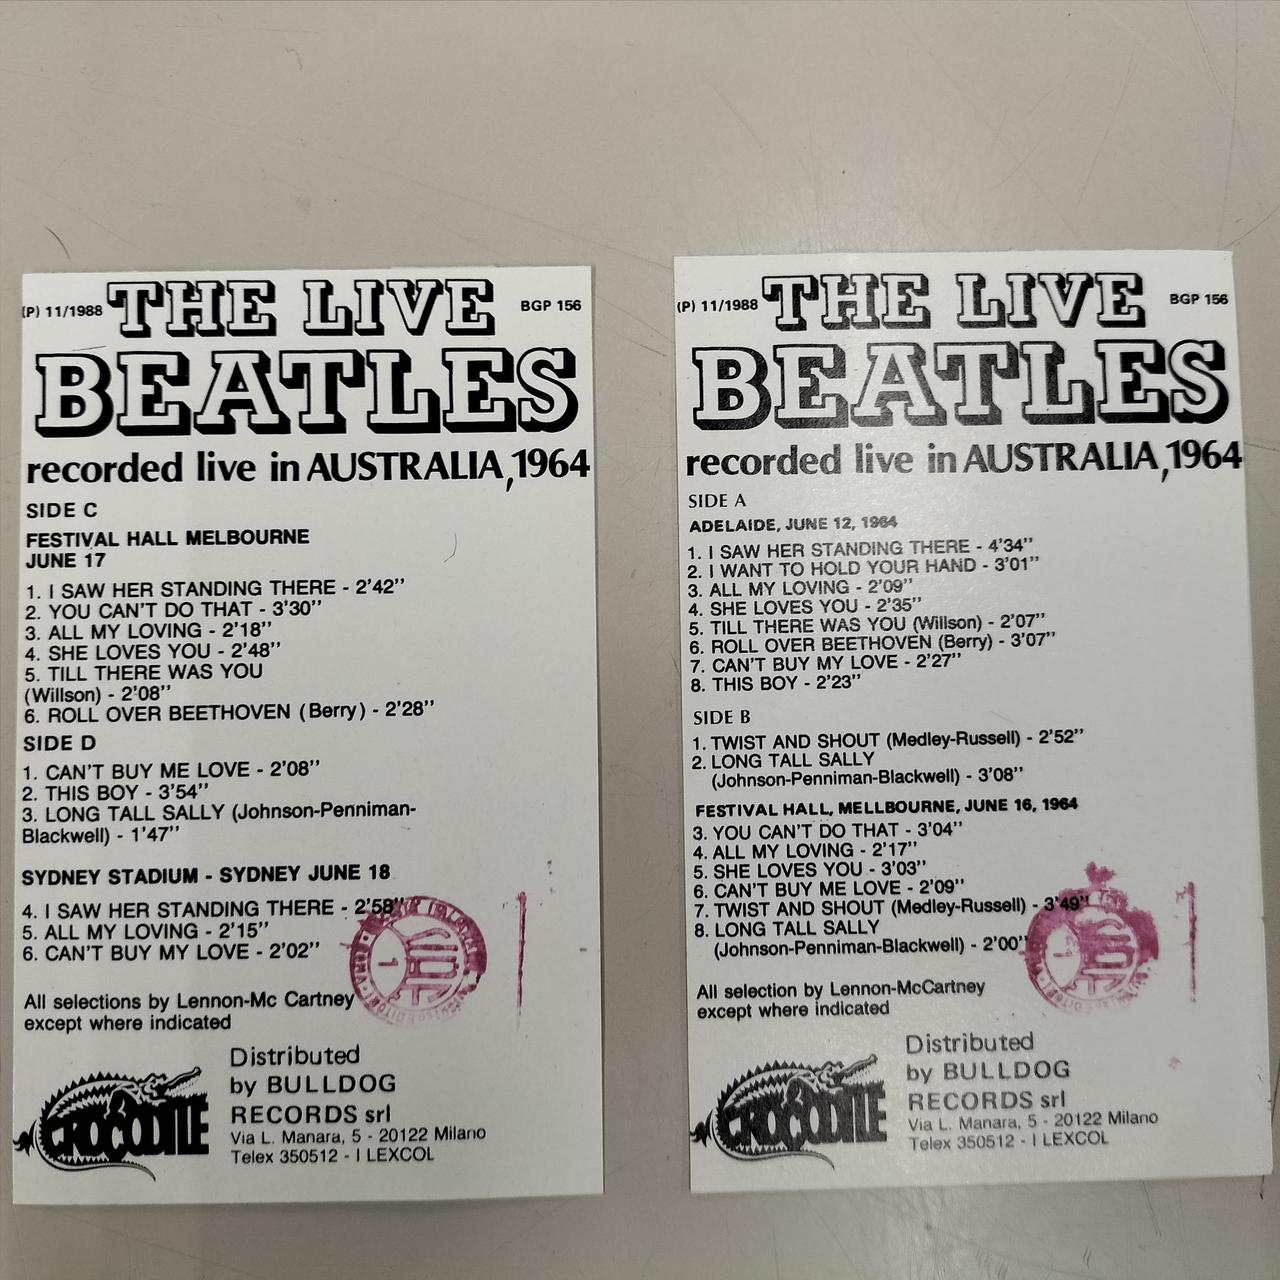 (P) 11/1988
THE LIVE
BGP 156
BEATLES
recorded live in AUSTRALIA, 1964
SIDE C
FESTIVAL HALL MELBOURNE
JUNE 17
1. I SAW HER STANDING THERE - 2'42''
2. YOU CAN'T DO THAT - 3'30''
3. ALL MY LOVING - 2'18''
4. SHE LOVES YOU - 2'48''
5. TILL THERE WAS YOU
(Willson) - 2'08''
6. ROLL OVER BEETHOVEN (Berry) - 2'28''
SIDE D
1. CAN'T BUY ME LOVE - 2'08''
2. THIS BOY - 3'54''
3. LONG TALL SALLY (Johnson-Penniman-
Blackwell) - 1'47''
SYDNEY STADIUM - SYDNEY JUNE 18
4. I SAW HER STANDING THERE - 2'58''
5. ALL MY LOVING - 2'15''
6. CAN'T BUY MY LOVE - 2'02''
All selections by Lennon-Mc Cartney
except where indicated
CROCODILE
Distributed
by BULLDOG
RECORDS srl
Via L. Manara, 5 - 20122 Milano
Telex 350512 - I LEXCOL
(P) 11/1988
THE LIVE
BGP 156
BEATLES
recorded live in AUSTRALIA, 1964
SIDE A
ADELAIDE, JUNE 12, 1964
1. I SAW HER STANDING THERE - 4'34''
2. I WANT TO HOLD YOUR HAND - 3'01''
3. ALL MY LOVING - 2'09''
4. SHE LOVES YOU - 2'35''
5. TILL THERE WAS YOU (Willson) - 2'07''
6. ROLL OVER BEETHOVEN (Berry) - 3'07''
7. CAN'T BUY MY LOVE - 2'27''
8. THIS BOY - 2'23''
SIDE B
1. TWIST AND SHOUT (Medley-Russell) - 2'52''
2. LONG TALL SALLY
(Johnson-Penniman-Blackwell) - 3'08''
FESTIVAL HALL, MELLBOURNE, JUNE 16, 1964
3. YOU CAN'T DO THAT - 3'04''
4. ALL MY LOVING - 2'17''
5. SHE LOVES YOU - 3'03''
6. CAN'T BUY ME LOVE - 2'09''
7. TWIST AND SHOUT (Medley-Russell) - 3'49''
8. LONG TALL SALLY
(Johnson-Penniman-Blackwell) - 2'00''
All selection by Lennon-McCartney
except where indicated
CROCODILE
Distributed
by BULLDOG
RECORDS srl
Via L. Manara, 5 - 20122 Milano
Telex 350512 - I LEXCOL